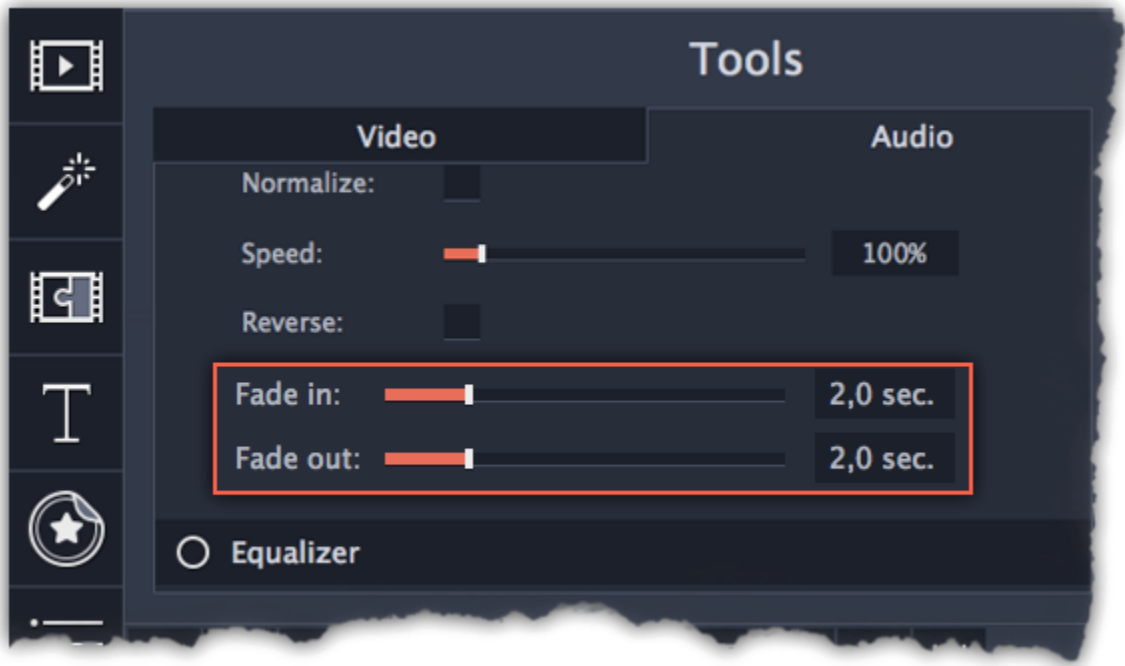 Tools
Video Audio
Normalize:
Speed: 100%
Reverse:
Fade in: 2,0 sec.
Fade out: 2,0 sec.
Equalizer